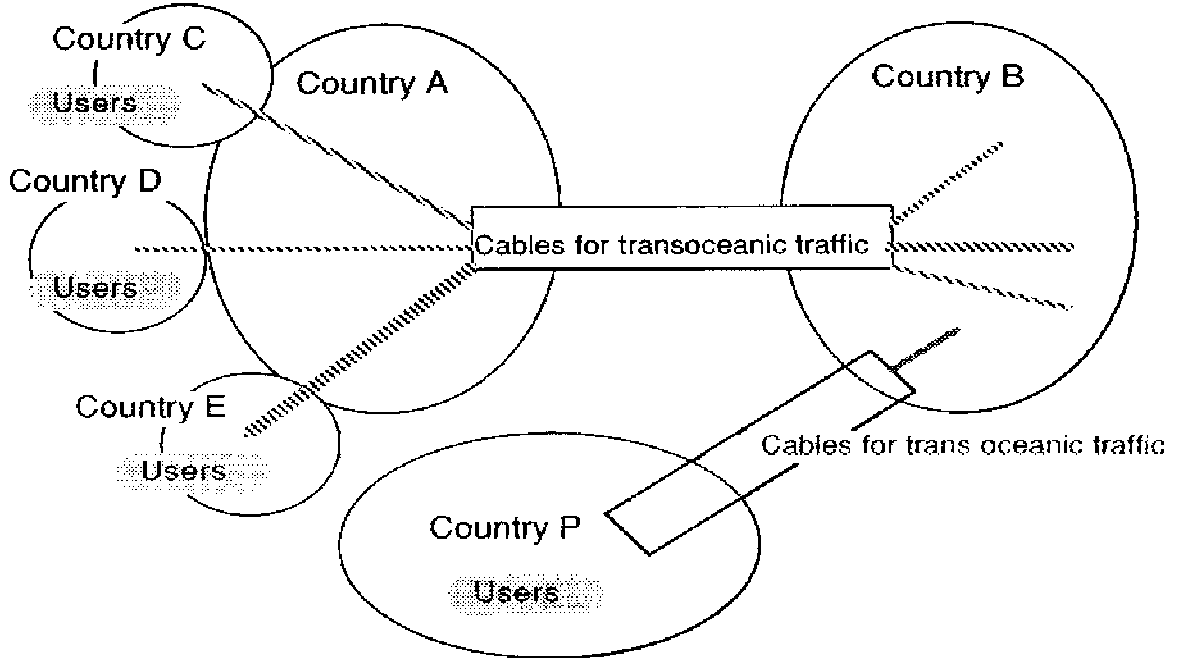 Country C
Users
Country A
Country B
Country D
Users
Cables for transoceanic traffic
Country E
Users
Cables for trans oceanic traffic
Country P
Users